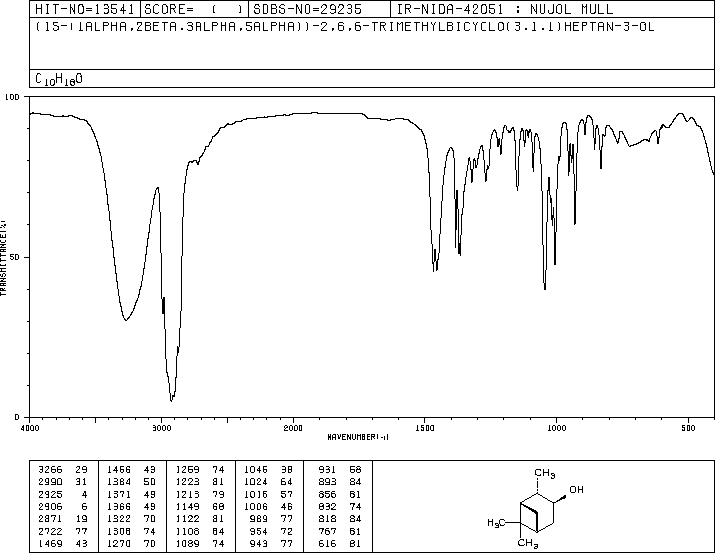 HIT-NO=13541 SCORE= ( ) SDBS-NO=29235 IR-NIDA-42051 : NUJOL MULL
(1S-(1ALPHA,2BETA.3ALPHA,5ALPHA))-2,6,6-TRIMETHYLBICYCLO(3.1.1)HEPTAN-3-OL
C10H18O
100
50
0
TRANSMITTANCE(%)
4000 3000 2000 1500 1000 500
WAVENUMBER(-1)
3266 29 1456 49 1259 74 1045 38 931 58
2990 31 1384 50 1223 81 1024 64 893 84
2925 4 1371 49 1213 79 1016 57 856 81
2906 6 1366 49 1149 68 1006 46 832 74
2871 19 1322 70 1122 81 989 77 818 84
2722 77 1308 74 1108 84 954 72 767 81
1469 43 1270 70 1089 74 943 77 616 81
CH3
OH
H3C
CH3